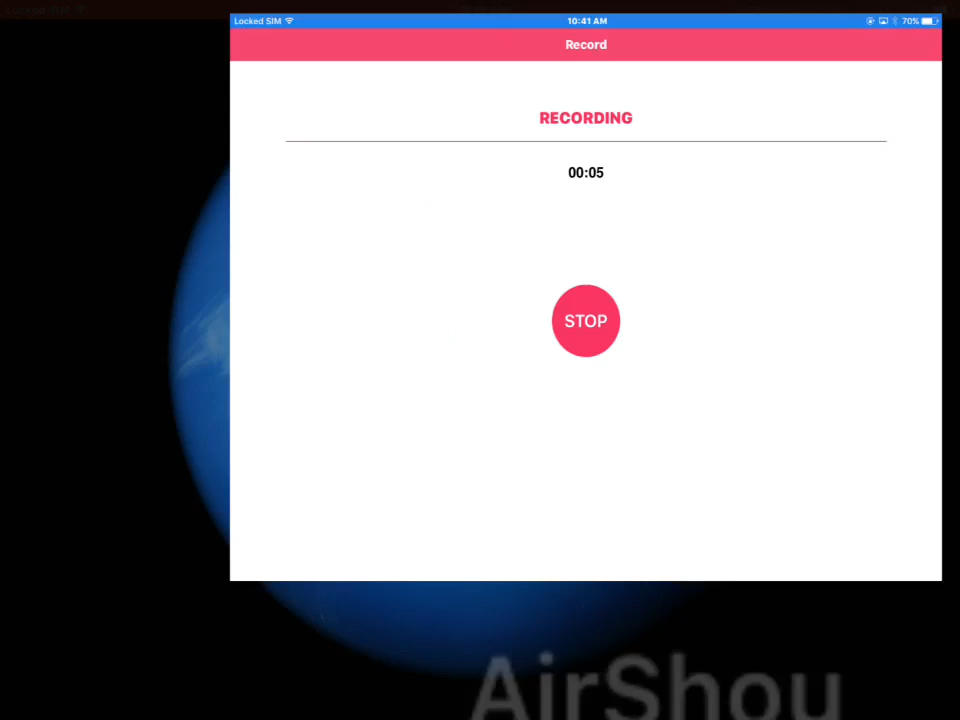 Locked SIM 10:41 AM 70%
Record
RECORDING
00:05
STOP
AirShou